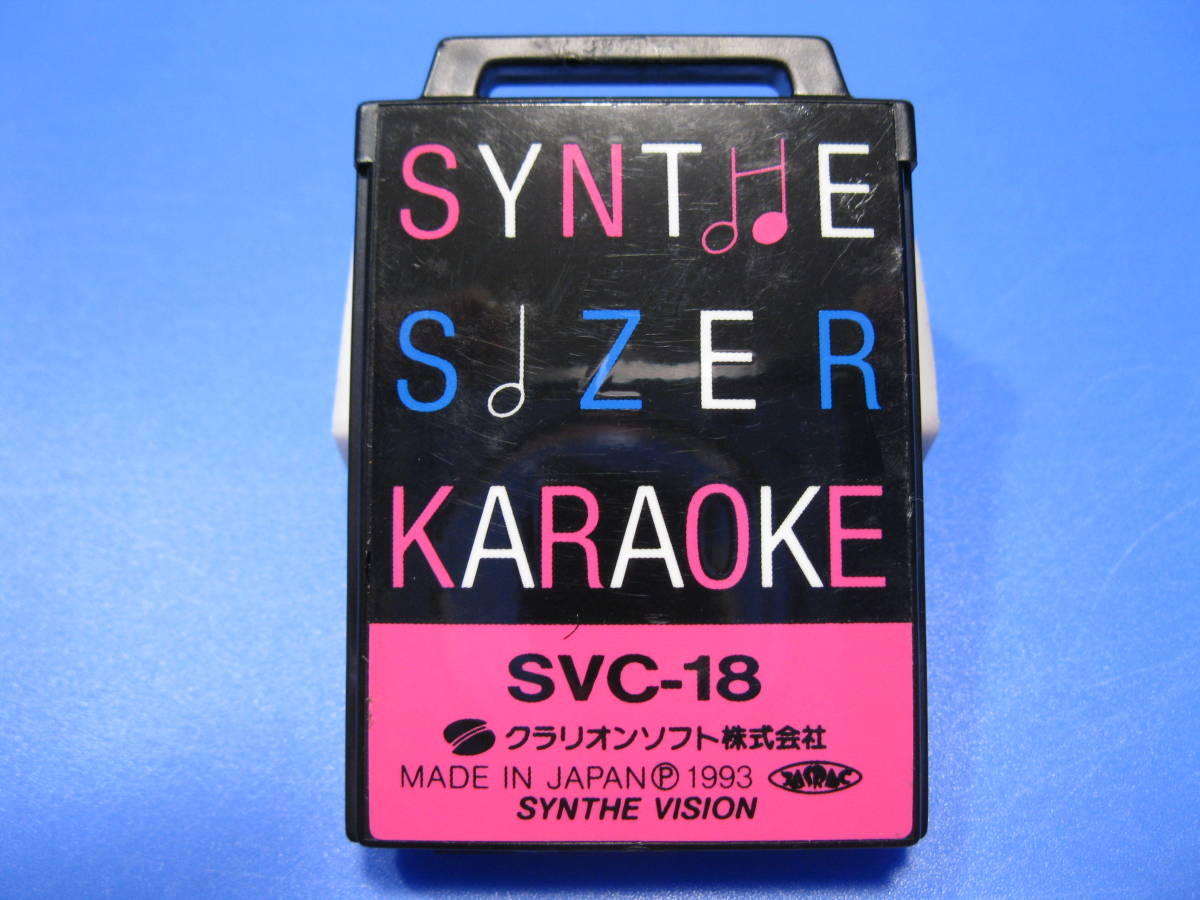 SYNTHE
SIZER
KARAOKE
SVC-18
クラリオンソフト株式会社
MADE IN JAPAN Ⓟ 1993 JASRAC
SYNTHE VISION